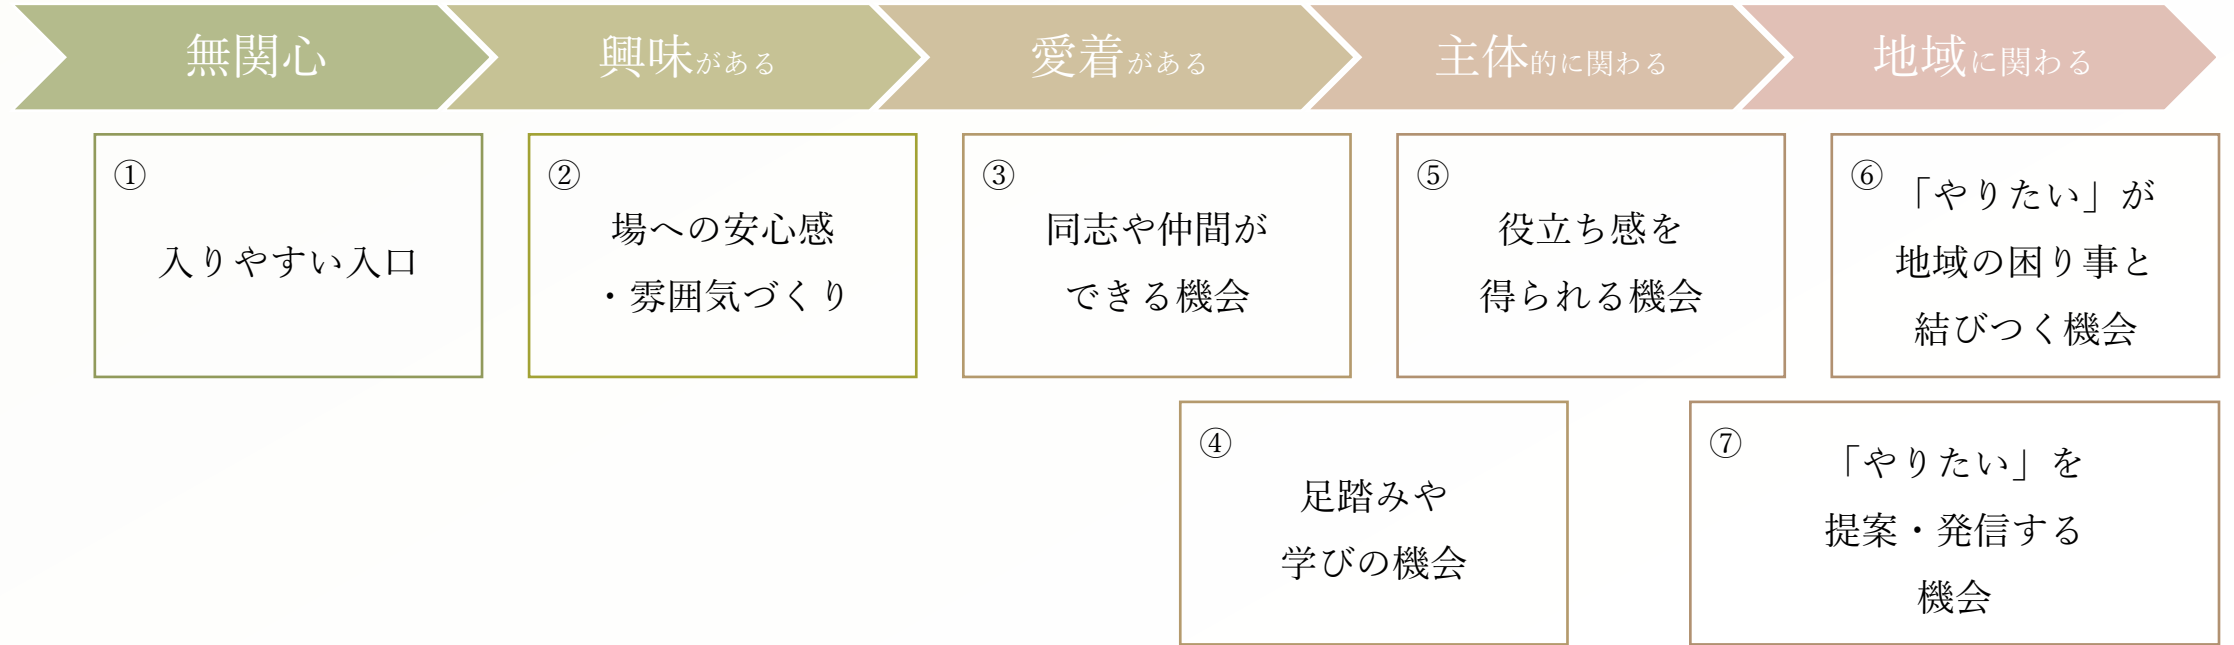 無関心
興味がある
愛着がある
主体的に関わる
地域に関わる
①
入りやすい入口
②
場への安心感
・雰囲気づくり
③
同志や仲間が
できる機会
⑤
役立ち感を
得られる機会
⑥
「やりたい」が
地域の困り事と
結びつく機会
④
足踏みや
学びの機会
⑦
「やりたい」を
提案・発信する
機会